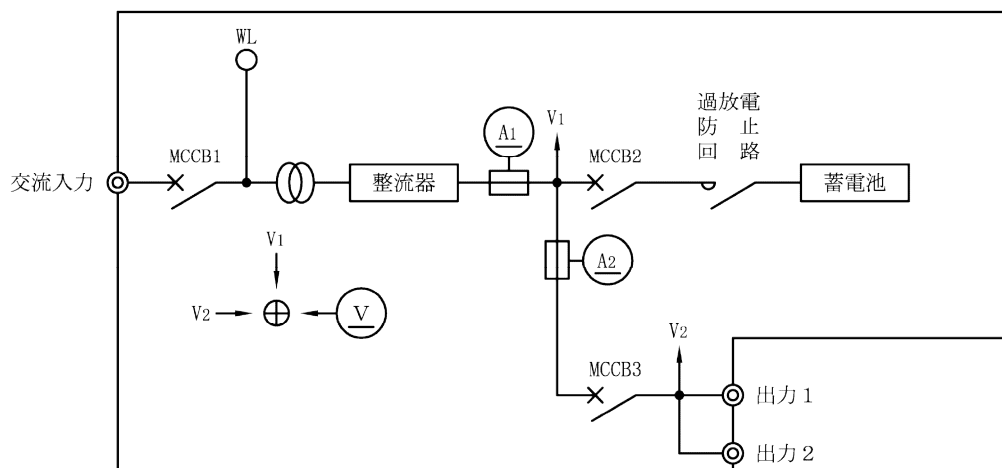 WL
過放電
防止
回路
A1
V1
MCCB1
MCCB2
交流入力
整流器
蓄電池
V1
A2
V2
V
V2
MCCB3
出力1
出力2